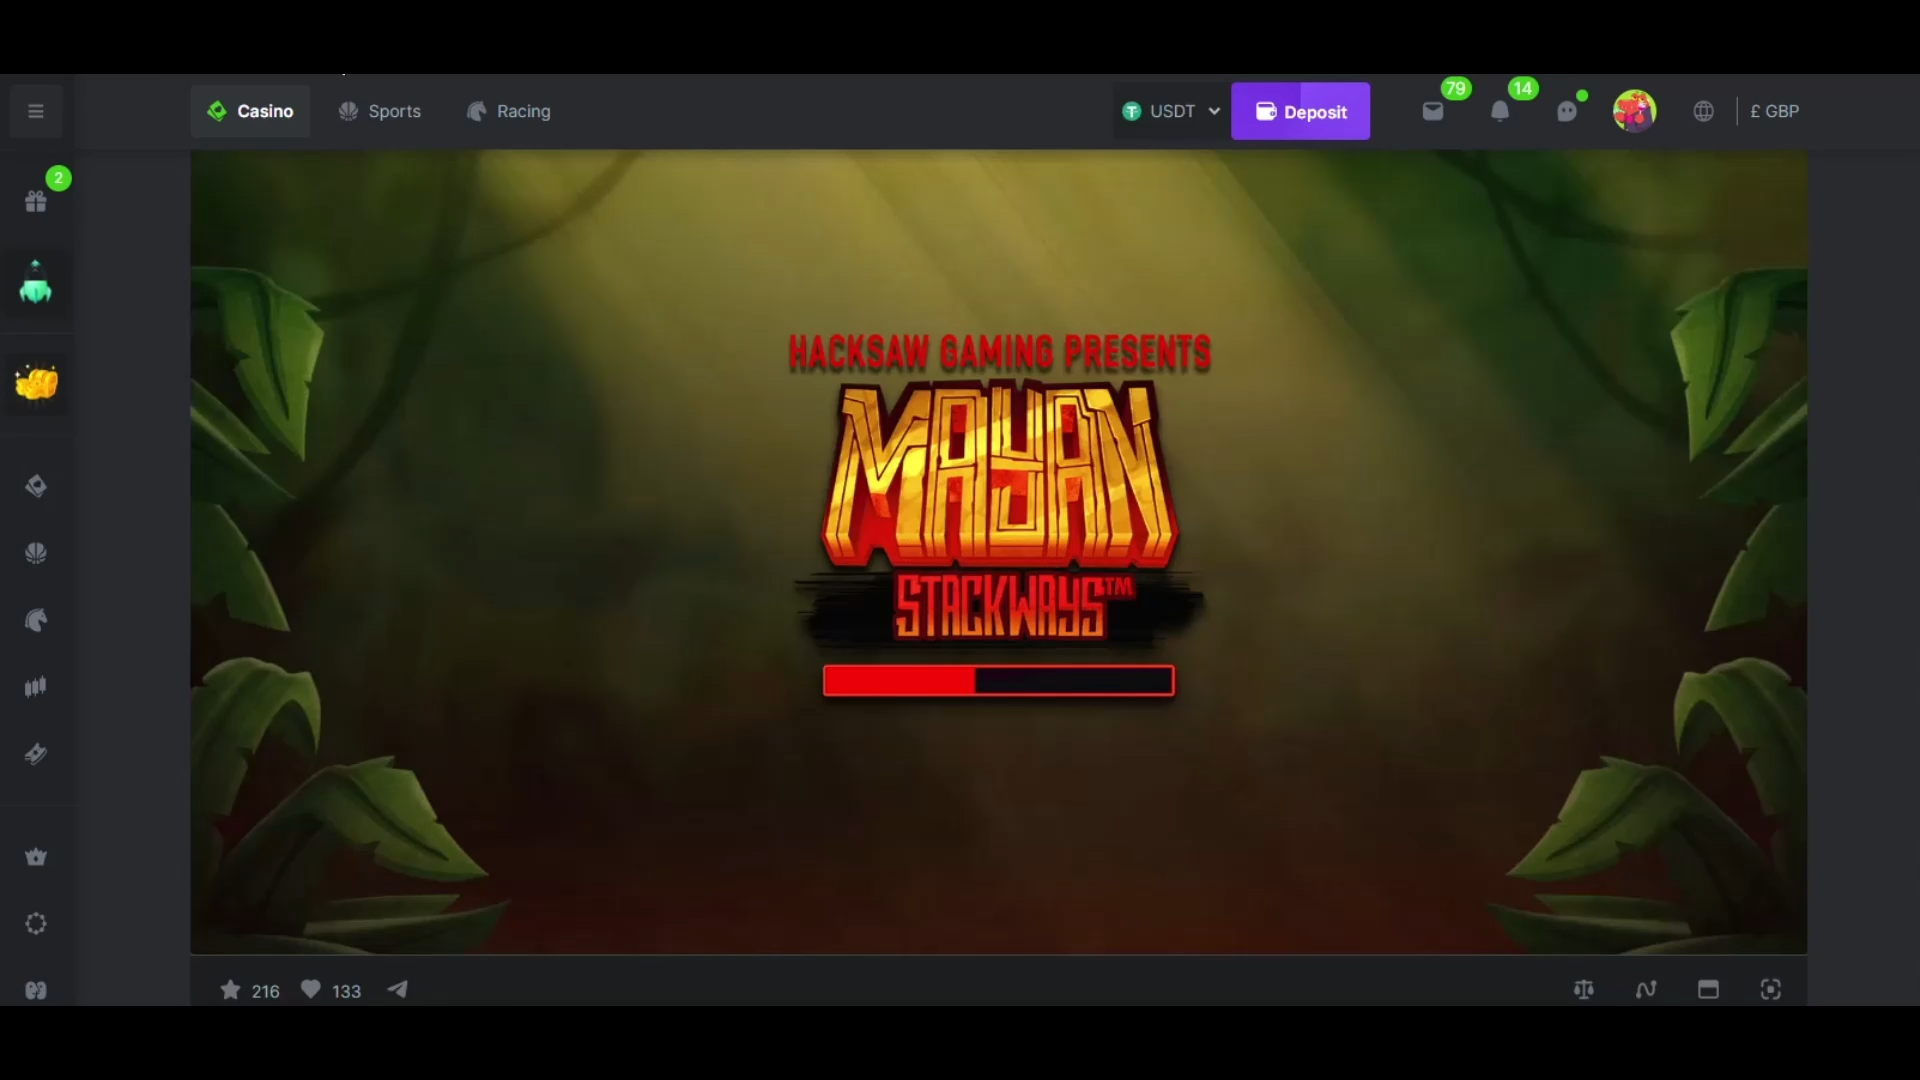 Casino Sports Racing USDT Deposit 79 14 £ GBP
2
HACKSAW GAMING PRESENTS
MAYAN
STACKWAYS™
216 133